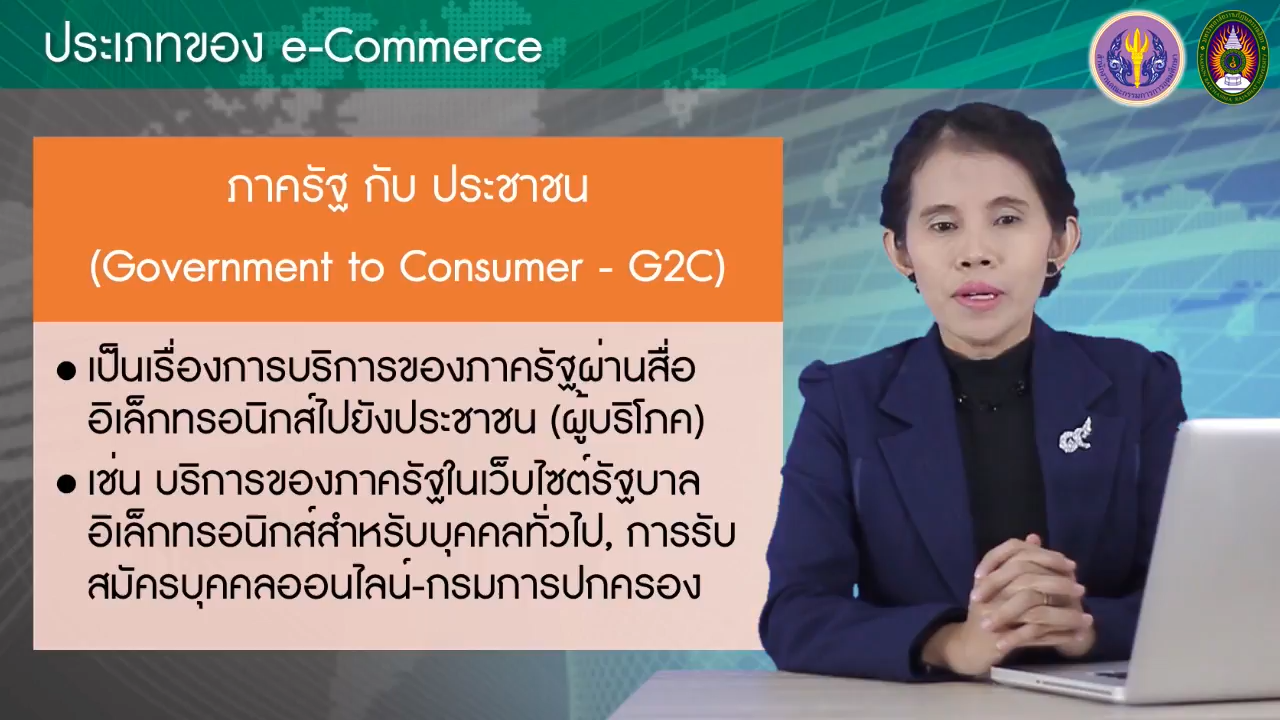 ประเภทของ e-Commerce
ภาครัฐ กับ ประชาชน
(Government to Consumer - G2C)
● เป็นเรื่องการบริการของภาครัฐผ่านสื่อ
อิเล็กทรอนิกส์ไปยังประชาชน (ผู้บริโภค)
● เช่น บริการของภาครัฐในเว็บไซต์รัฐบาล
อิเล็กทรอนิกส์สำหรับบุคคลทั่วไป, การรับ
สมัครบุคคลออนไลน์-กรมการปกครอง